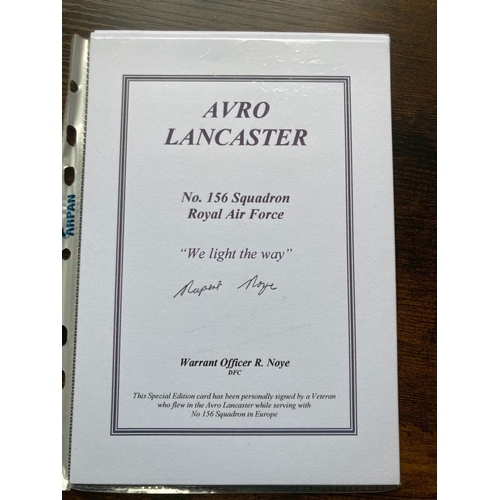 AVRO
LANCASTER
No. 156 Squadron
Royal Air Force
“We light the way”
Rupert Noye
Warrant Officer R. Noye
DFC
This Special Edition card has been personally signed by a Veteran
who flew in the Avro Lancaster while serving with
No 156 Squadron in Europe
ARPAN